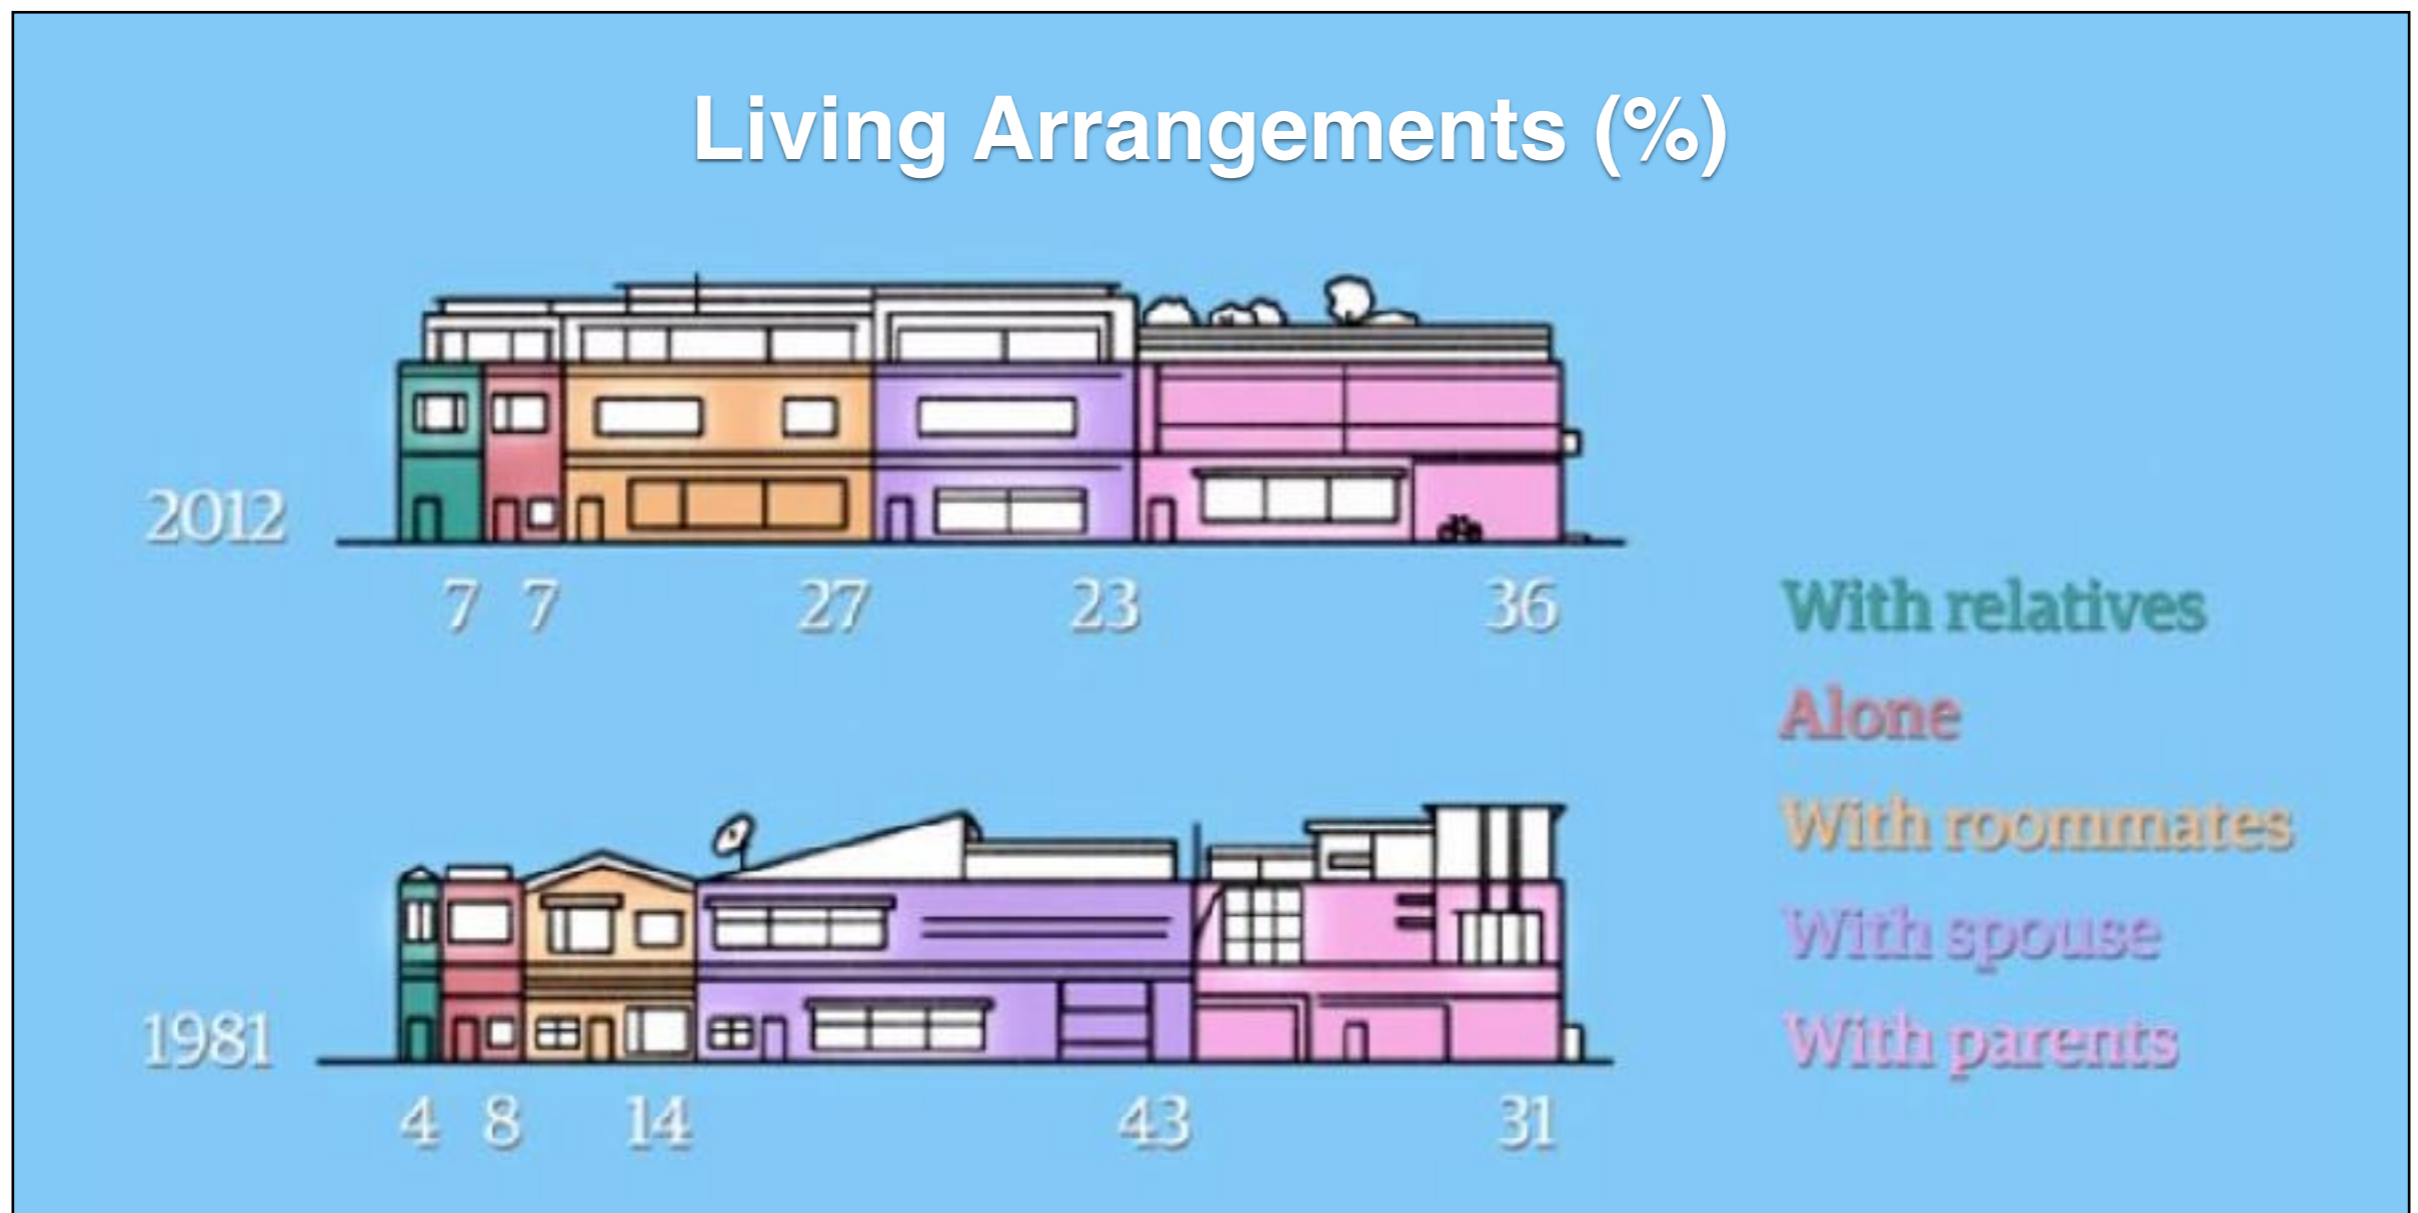 Living Arrangements (%)
2012
7 7 27 23 36
With relatives
Alone
With roommates
With spouse
With parents
1981
4 8 14 43 31